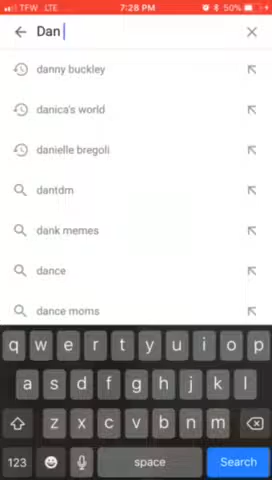 TFW LTE 7:28 PM 50%
Dan
danny buckley
danica's world
danielle bregoli
dantdm
dank memes
dance
dance moms
q w e r t y u i o p
a s d f g h j k l
z x c v b n m
123 space Search